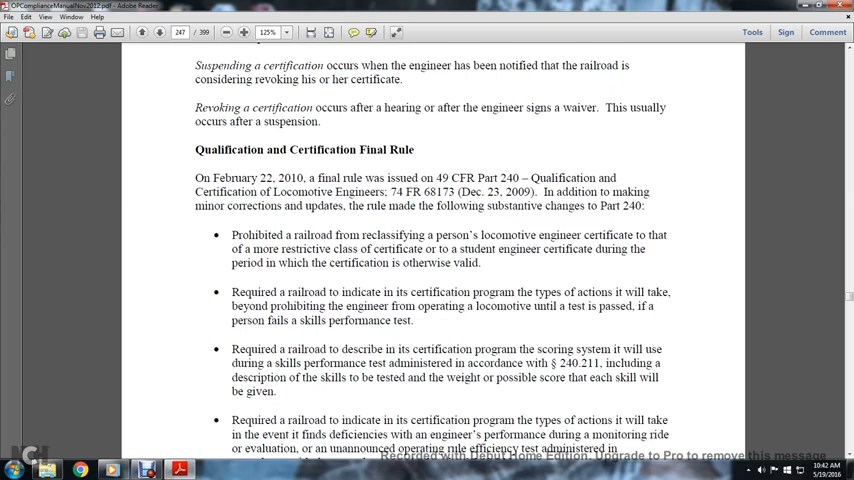 OPComplianceManualNov2012.pdf - Adobe Reader
File Edit View Window Help
247 / 399 125% Tools Sign Comment
Suspending a certification occurs when the engineer has been notified that the railroad is
considering revoking his or her certificate.
Revoking a certification occurs after a hearing or after the engineer signs a waiver. This usually
occurs after a suspension.
Qualification and Certification Final Rule
On February 22, 2010, a final rule was issued on 49 CFR Part 240 – Qualification and
Certification of Locomotive Engineers; 74 FR 68173 (Dec. 23, 2009). In addition to making
minor corrections and updates, the rule made the following substantive changes to Part 240:
• Prohibited a railroad from reclassifying a person's locomotive engineer certificate to that
of a more restrictive class of certificate or to a student engineer certificate during the
period in which the certification is otherwise valid.
• Required a railroad to indicate in its certification program the types of actions it will take,
beyond prohibiting the engineer from operating a locomotive until a test is passed, if a
person fails a skills performance test.
• Required a railroad to describe in its certification program the scoring system it will use
during a skills performance test administered in accordance with § 240.211, including a
description of the skills to be tested and the weight or possible score that each skill will
be given.
• Required a railroad to indicate in its certification program the types of actions it will take
in the event it finds deficiencies with an engineer's performance during a monitoring ride
or evaluation, or an unannounced operating rule efficiency test administered in
NCH
Recorded with Debut Home Edition. Upgrade to Pro to remove this message
10:42 AM
5/19/2016